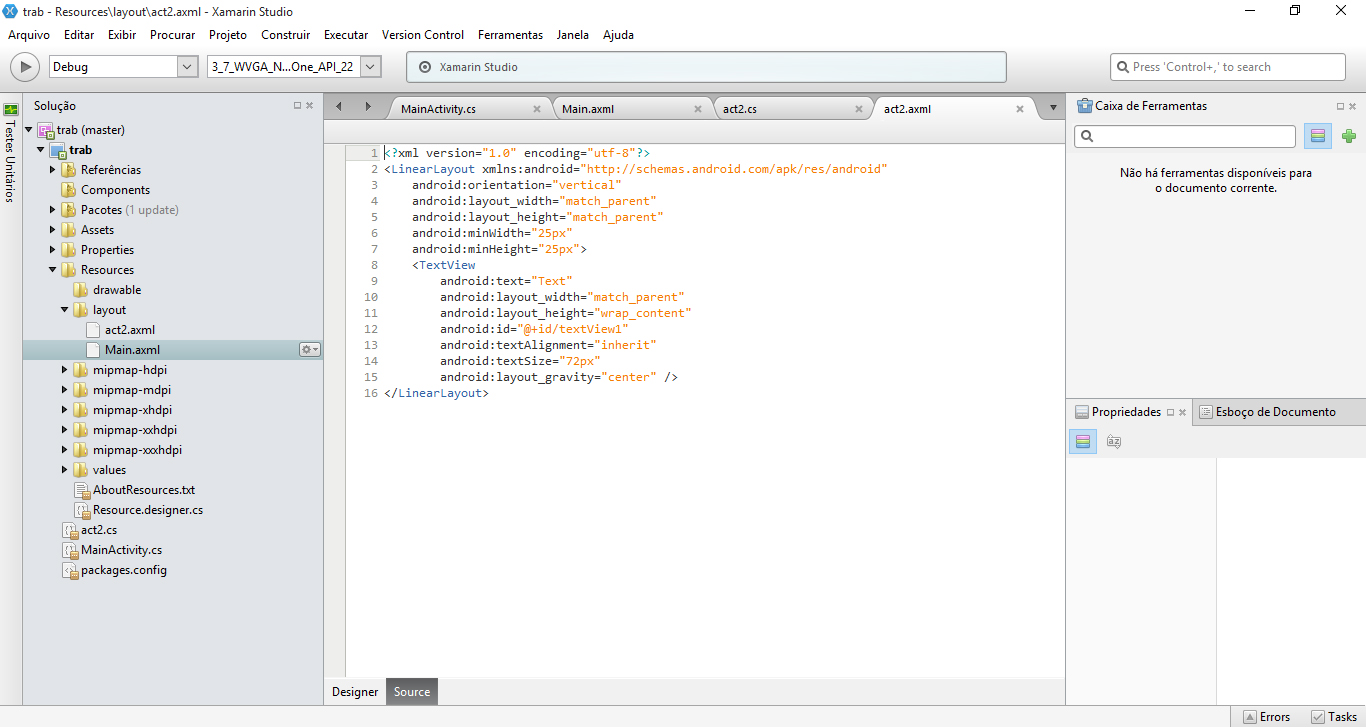 trab - Resources\layout\act2.axml - Xamarin Studio
Arquivo Editar Exibir Procurar Projeto Construir Executar Version Control Ferramentas Janela Ajuda
Debug 3_7_WVGA_N...One_API_22 Xamarin Studio Press 'Control+,' to search
Testes Unitários
Solução
trab (master)
trab
Referências
Components
Pacotes (1 update)
Assets
Properties
Resources
drawable
layout
act2.axml
Main.axml
mipmap-hdpi
mipmap-mdpi
mipmap-xhdpi
mipmap-xxhdpi
mipmap-xxxhdpi
values
AboutResources.txt
Resource.designer.cs
act2.cs
MainActivity.cs
packages.config
MainActivity.cs Main.axml act2.cs act2.axml
1 <?xml version="1.0" encoding="utf-8"?>
2 <LinearLayout xmlns:android="http://schemas.android.com/apk/res/android"
3 android:orientation="vertical"
4 android:layout_width="match_parent"
5 android:layout_height="match_parent"
6 android:minWidth="25px"
7 android:minHeight="25px">
8 <TextView
9 android:text="Text"
10 android:layout_width="match_parent"
11 android:layout_height="wrap_content"
12 android:id="@+id/textView1"
13 android:textAlignment="inherit"
14 android:textSize="72px"
15 android:layout_gravity="center" />
16 </LinearLayout>
Designer Source
Caixa de Ferramentas
Não há ferramentas disponíveis para
o documento corrente.
Propriedades Esboço de Documento
Errors Tasks